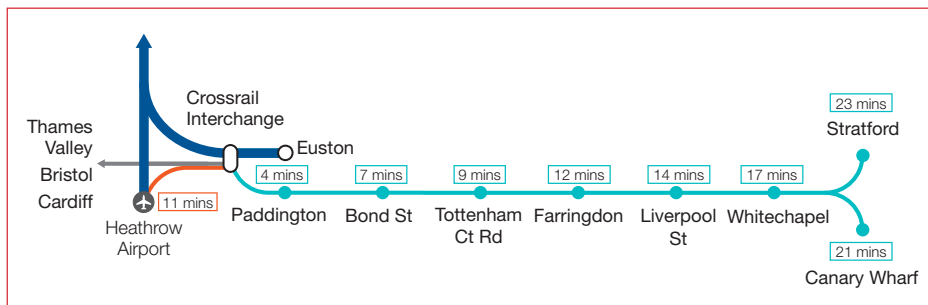 Crossrail
Interchange
Thames
Valley
Bristol
Cardiff
Euston
11 mins
Heathrow
Airport
4 mins
Paddington
7 mins
Bond St
9 mins
Tottenham
Ct Rd
12 mins
Farringdon
14 mins
Liverpool
St
17 mins
Whitechapel
23 mins
Stratford
21 mins
Canary Wharf